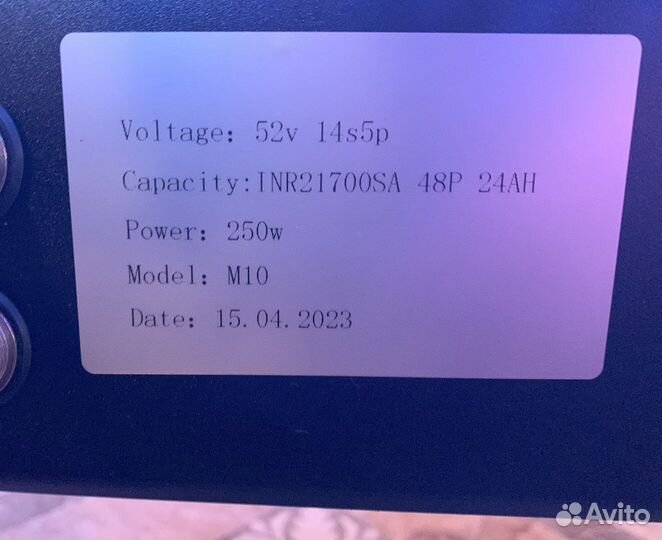 Voltage: 52v 14s5p
Capacity:INR21700SA 48P 24AH
Power: 250w
Model: M10
Date: 15.04.2023
Avito